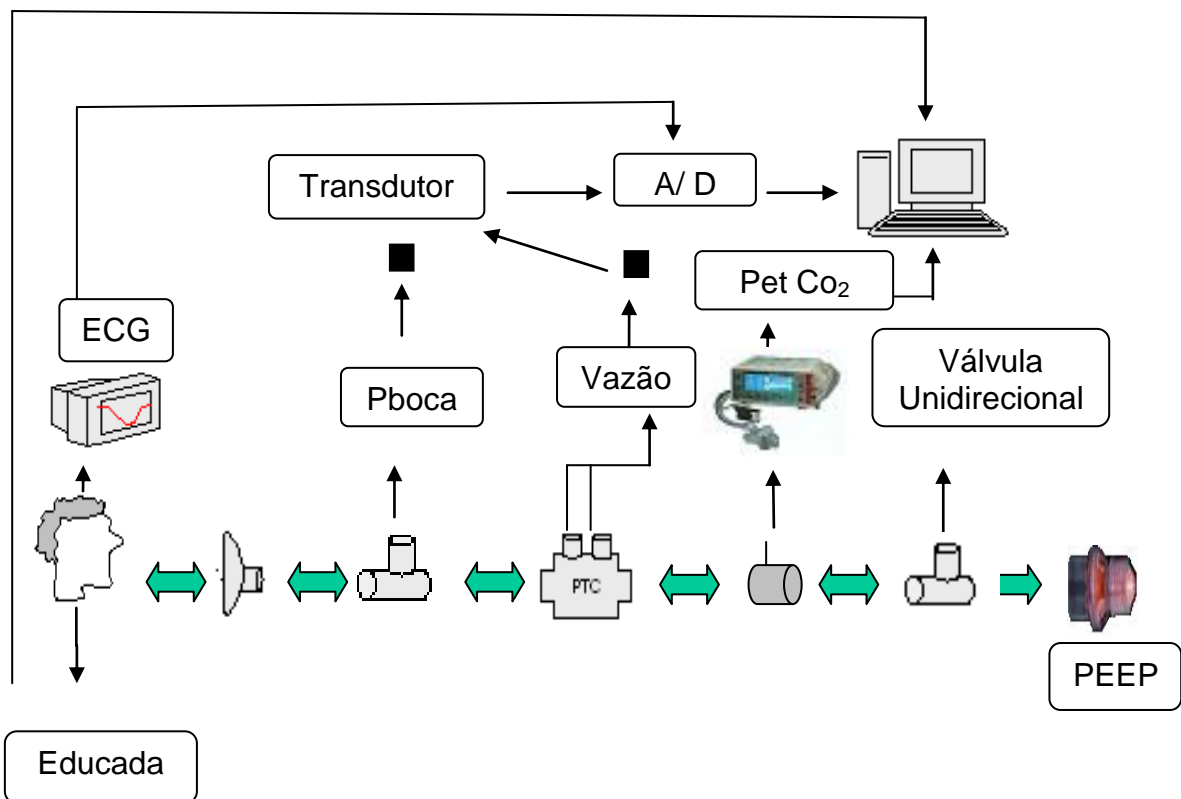 Transdutor
A/ D
Pet Co₂
ECG
Válvula
Unidirecional
Vazão
Pboca
PTC
PEEP
Educada